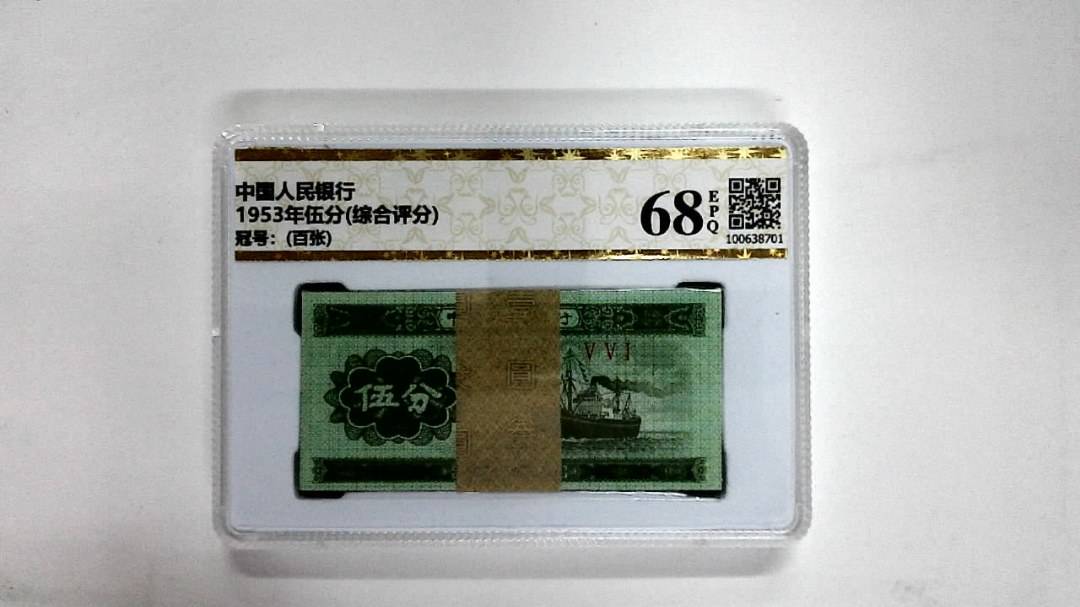 中国人民银行
1953年伍分(综合评分)
冠号：(百张)
68
EPQ
100638701
VVI
伍分
圆